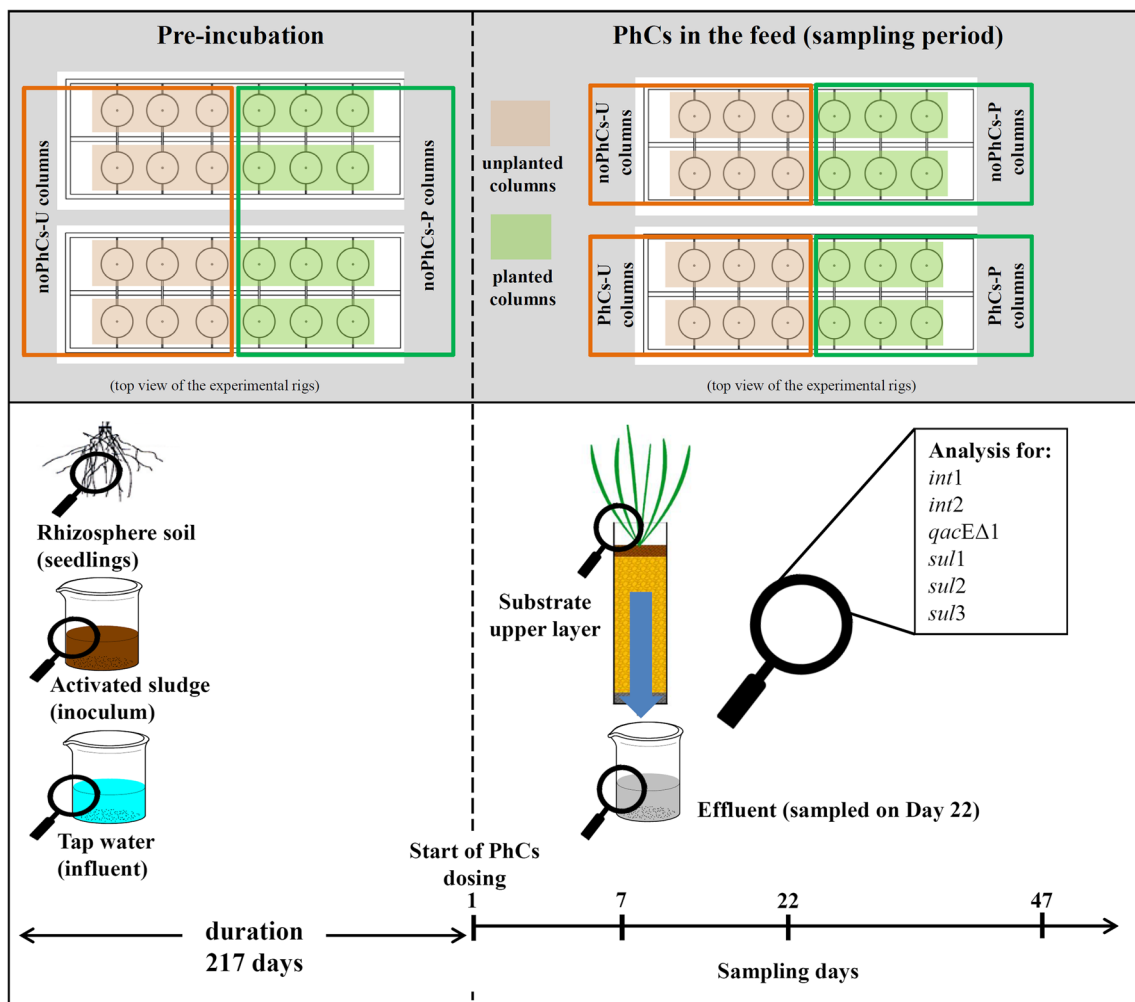 Pre-incubation
noPhCs-U columns
noPhCs-P columns
(top view of the experimental rigs)
unplanted
columns
planted
columns
PhCs in the feed (sampling period)
noPhCs-U
columns
noPhCs-P
columns
PhCs-U
columns
PhCs-P
columns
(top view of the experimental rigs)
Rhizosphere soil
(seedlings)
Activated sludge
(inoculum)
Tap water
(influent)
Substrate
upper layer
Analysis for:
int1
int2
qacEΔ1
sul1
sul2
sul3
Effluent (sampled on Day 22)
Start of PhCs
dosing
1
7
22
47
duration
217 days
Sampling days